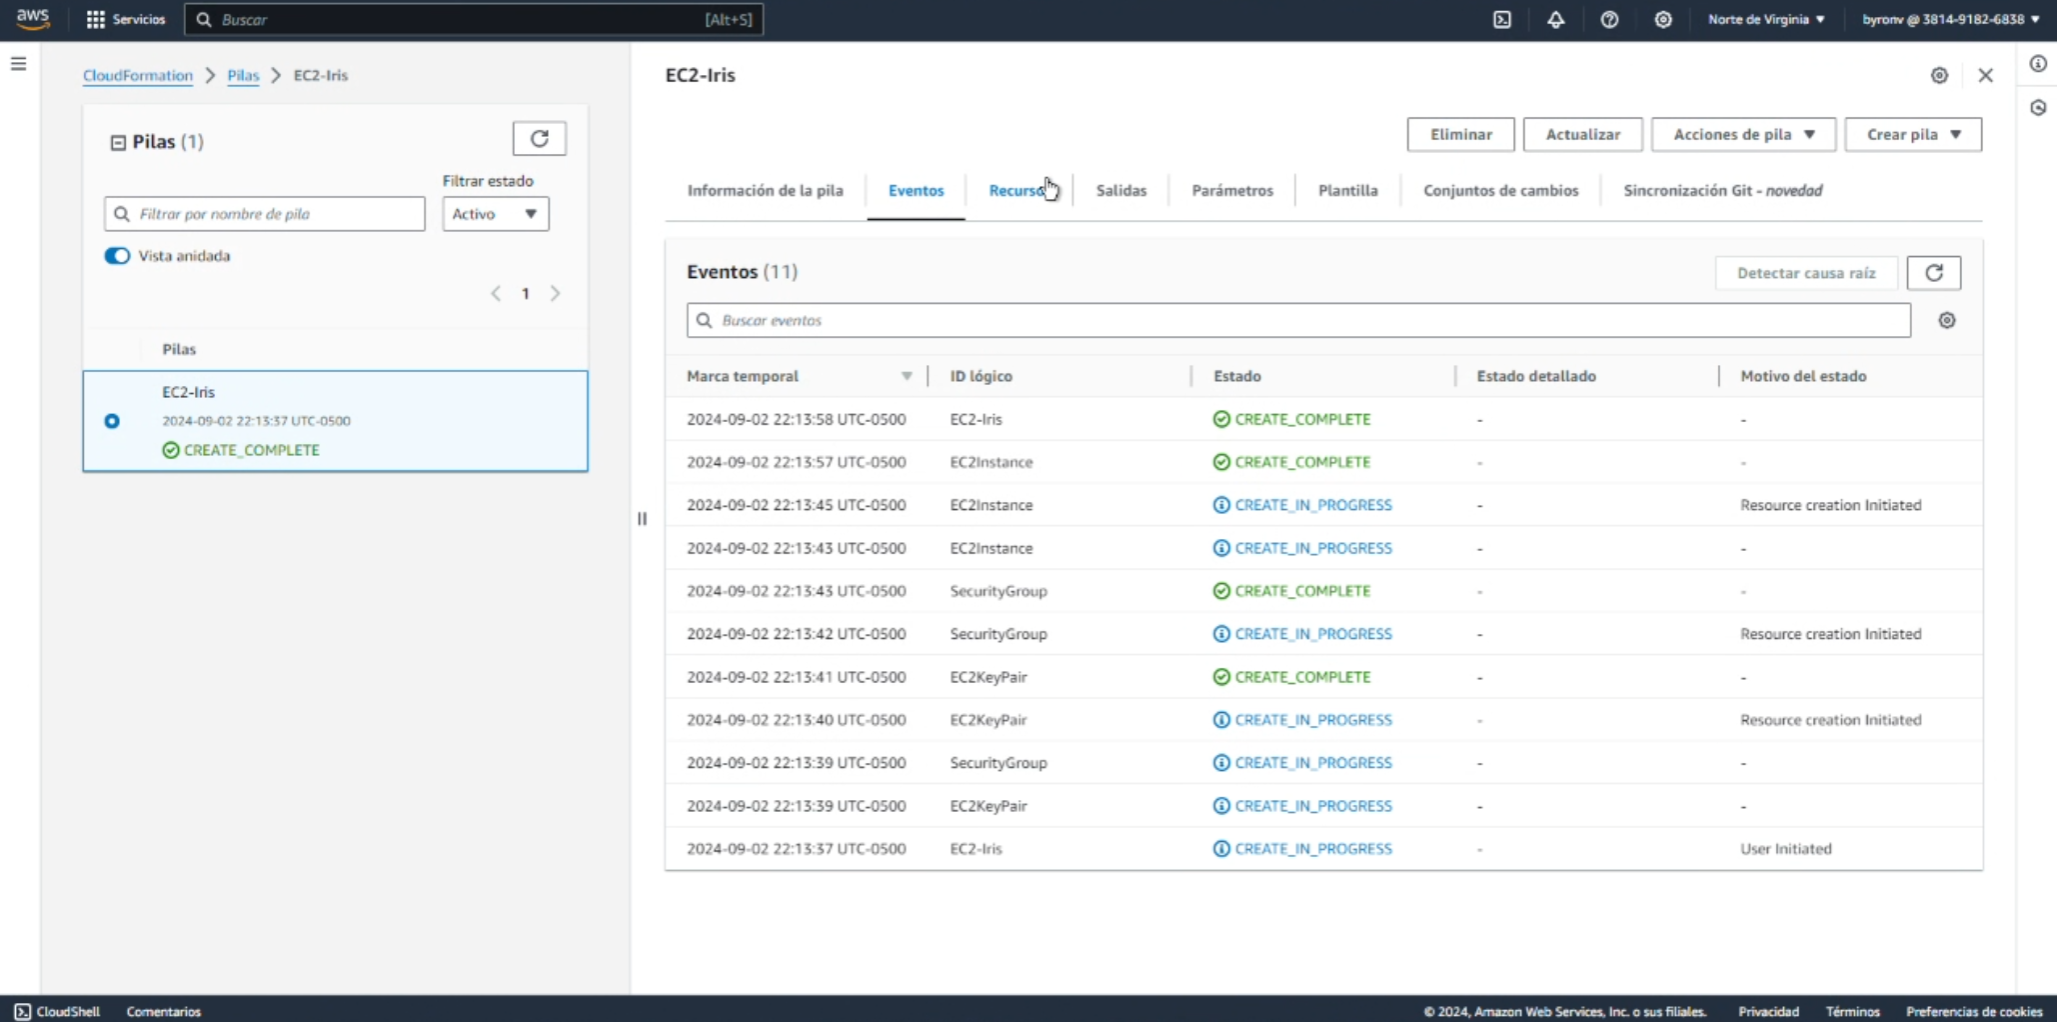 aws
Servicios
Buscar
[Alt+S]
Norte de Virginia
byronv @ 3814-9182-6838
CloudFormation > Pilas > EC2-Iris
Pilas (1)
Filtrar estado
Filtrar por nombre de pila
Activo
Vista anidada
1
Pilas
EC2-Iris
2024-09-02 22:13:37 UTC-0500
CREATE_COMPLETE
EC2-Iris
Eliminar
Actualizar
Acciones de pila
Crear pila
Información de la pila
Eventos
Recurso
Salidas
Parámetros
Plantilla
Conjuntos de cambios
Sincronización Git - novedad
Eventos (11)
Detectar causa raíz
Buscar eventos
Marca temporal ID lógico Estado Estado detallado Motivo del estado
2024-09-02 22:13:58 UTC-0500 EC2-Iris CREATE_COMPLETE - -
2024-09-02 22:13:57 UTC-0500 EC2Instance CREATE_COMPLETE - -
2024-09-02 22:13:45 UTC-0500 EC2Instance CREATE_IN_PROGRESS - Resource creation Initiated
2024-09-02 22:13:43 UTC-0500 EC2Instance CREATE_IN_PROGRESS - -
2024-09-02 22:13:43 UTC-0500 SecurityGroup CREATE_COMPLETE - -
2024-09-02 22:13:42 UTC-0500 SecurityGroup CREATE_IN_PROGRESS - Resource creation Initiated
2024-09-02 22:13:41 UTC-0500 EC2KeyPair CREATE_COMPLETE - -
2024-09-02 22:13:40 UTC-0500 EC2KeyPair CREATE_IN_PROGRESS - Resource creation Initiated
2024-09-02 22:13:39 UTC-0500 SecurityGroup CREATE_IN_PROGRESS - -
2024-09-02 22:13:39 UTC-0500 EC2KeyPair CREATE_IN_PROGRESS - -
2024-09-02 22:13:37 UTC-0500 EC2-Iris CREATE_IN_PROGRESS - User Initiated
CloudShell
Comentarios
© 2024, Amazon Web Services, Inc. o sus filiales.
Privacidad
Términos
Preferencias de cookies